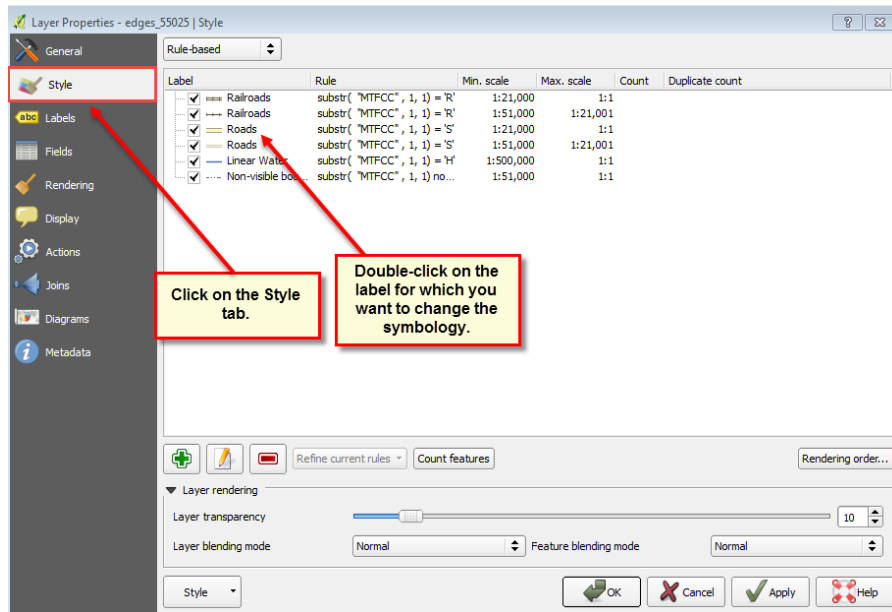 Layer Properties - edges_55025 | Style
General
Style
abc Labels
Fields
Rendering
Display
Actions
Joins
Diagrams
Metadata
Rule-based
Label Rule Min. scale Max. scale Count Duplicate count
Railroads substr( "MTFCC" , 1, 1) = 'R' 1:21,000 1:1
Railroads substr( "MTFCC" , 1, 1) = 'R' 1:51,000 1:21,001
Roads substr( "MTFCC" , 1, 1) = 'S' 1:21,000 1:1
Roads substr( "MTFCC" , 1, 1) = 'S' 1:51,000 1:21,001
Linear Water substr( "MTFCC" , 1, 1) = 'H' 1:500,000 1:1
Non-visible bou... substr( "MTFCC" , 1, 1) no... 1:51,000 1:1
Click on the Style
tab.
Double-click on the
label for which you
want to change the
symbology.
Refine current rules
Count features
Rendering order...
Layer rendering
Layer transparency 10
Layer blending mode Normal Feature blending mode Normal
Style OK Cancel Apply Help